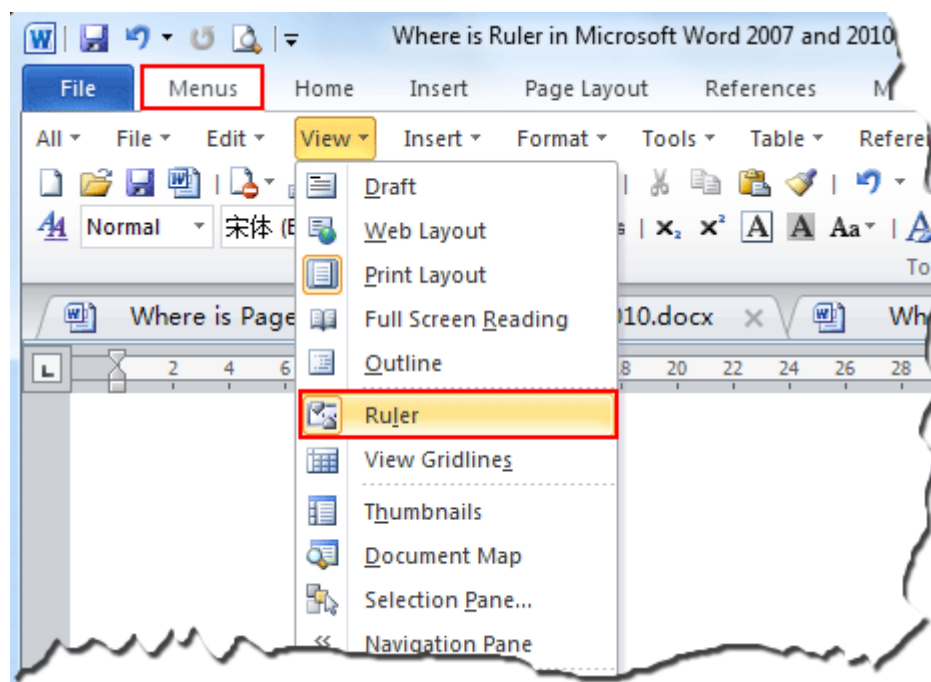 Where is Ruler in Microsoft Word 2007 and 2010
File Menus Home Insert Page Layout References
All File Edit View Insert Format Tools Table
Normal 宋体 Aa
Where is Page 10.docx
2 4 6 18 20 22 24 26 28
Draft
Web Layout
Print Layout
Full Screen Reading
Outline
Ruler
View Gridlines
Thumbnails
Document Map
Selection Pane...
Navigation Pane